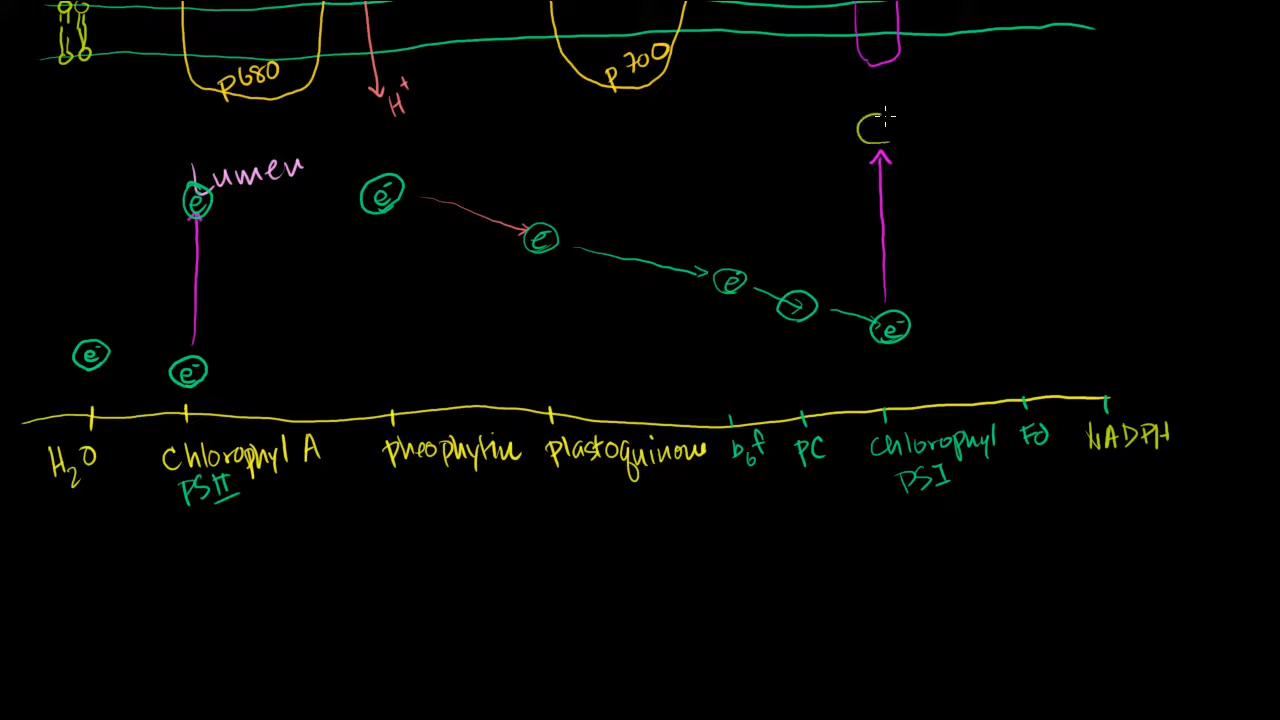 p680
p700
H+
Lumen
e
e-
e-
e-
e-
e-
e-
H2O
Chlorophyl A
pheophytin
plastoquinone
b6f
PC
chlorophyl
Fd
NADPH
PSII
PSI